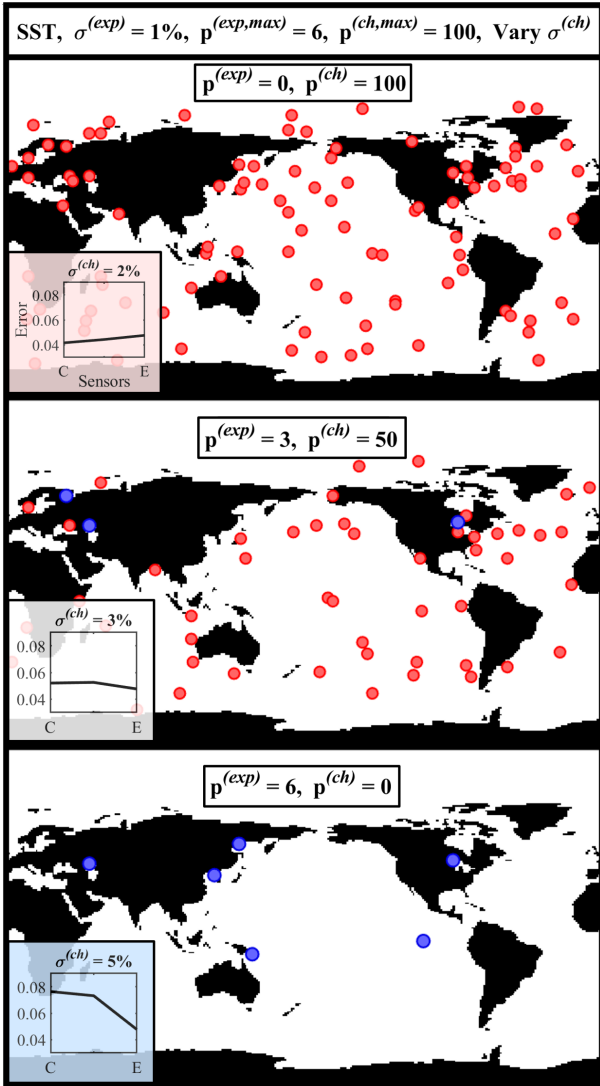 SST, σ^(exp) = 1%, p^(exp,max) = 6, p^(ch,max) = 100, Vary σ^(ch)
p^(exp) = 0, p^(ch) = 100
σ^(ch) = 2%
0.08
0.06
0.04
Error
C E
Sensors
p^(exp) = 3, p^(ch) = 50
σ^(ch) = 3%
0.08
0.06
0.04
C E
p^(exp) = 6, p^(ch) = 0
σ^(ch) = 5%
0.08
0.06
0.04
C E